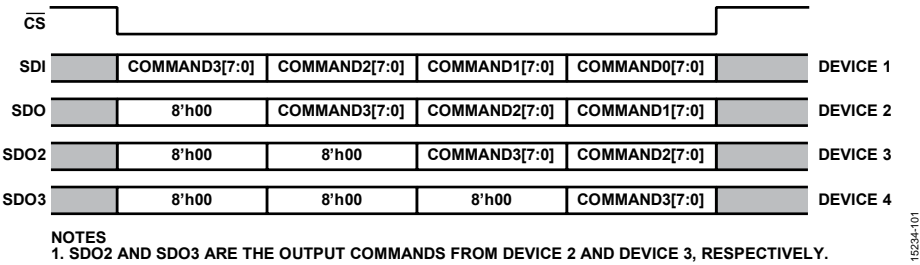 CS
SDI COMMAND3[7:0] COMMAND2[7:0] COMMAND1[7:0] COMMAND0[7:0] DEVICE 1
SDO 8'h00 COMMAND3[7:0] COMMAND2[7:0] COMMAND1[7:0] DEVICE 2
SDO2 8'h00 8'h00 COMMAND3[7:0] COMMAND2[7:0] DEVICE 3
SDO3 8'h00 8'h00 8'h00 COMMAND3[7:0] DEVICE 4
NOTES
1. SDO2 AND SDO3 ARE THE OUTPUT COMMANDS FROM DEVICE 2 AND DEVICE 3, RESPECTIVELY.
15234-101